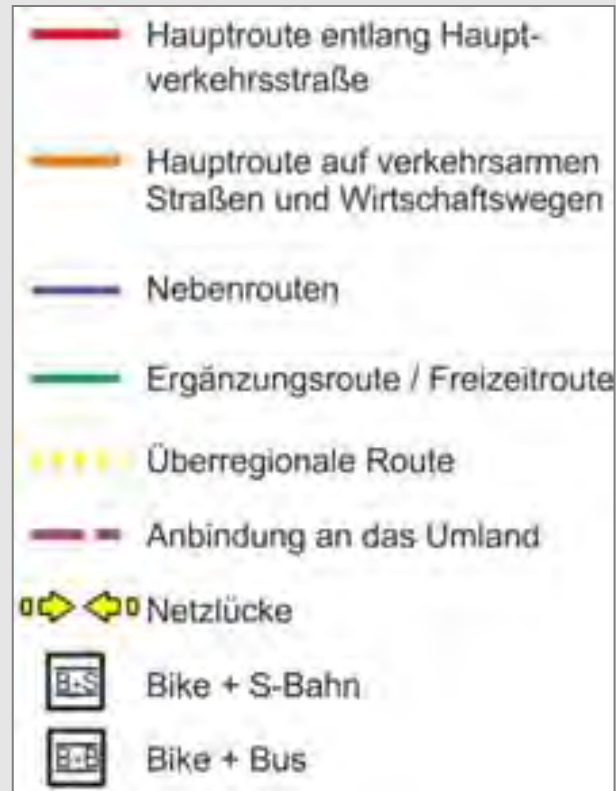 Hauptroute entlang Haupt-
verkehrsstraße
Hauptroute auf verkehrsarmen
Straßen und Wirtschaftswegen
Nebenrouten
Ergänzungsroute / Freizeitroute
Überregionale Route
Anbindung an das Umland
Netzlücke
B+S Bike + S-Bahn
B+B Bike + Bus